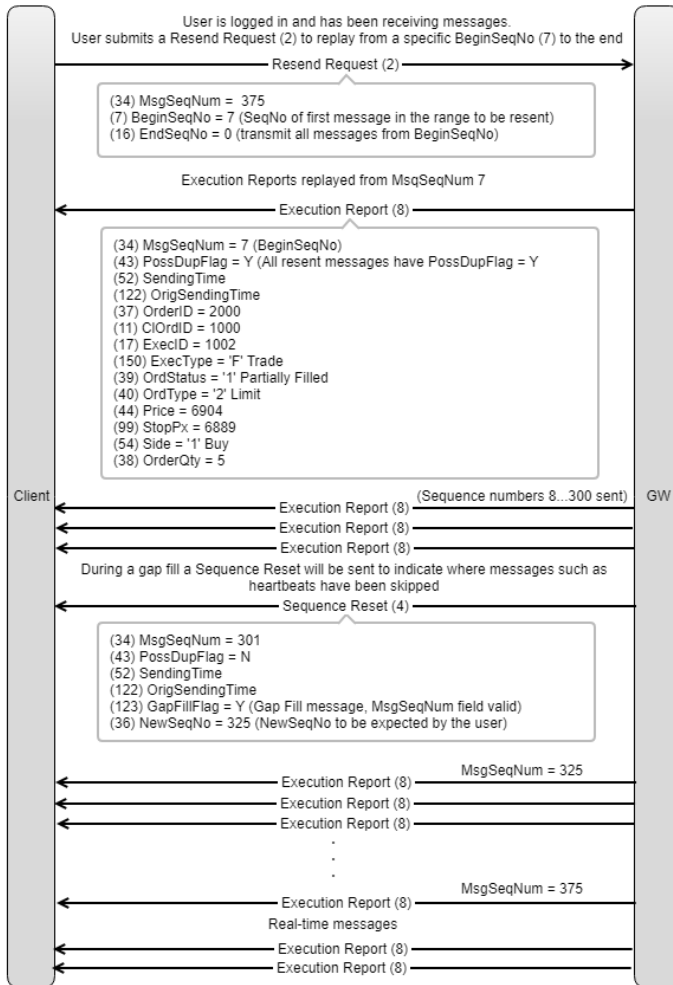 User is logged in and has been receiving messages.
User submits a Resend Request (2) to replay from a specific BeginSeqNo (7) to the end
Resend Request (2)
(34) MsgSeqNum = 375
(7) BeginSeqNo = 7 (SeqNo of first message in the range to be resent)
(16) EndSeqNo = 0 (transmit all messages from BeginSeqNo)
Execution Reports replayed from MsqSeqNum 7
Execution Report (8)
(34) MsgSeqNum = 7 (BeginSeqNo)
(43) PossDupFlag = Y (All resent messages have PossDupFlag = Y
(52) SendingTime
(122) OrigSendingTime
(37) OrderID = 2000
(11) ClOrdID = 1000
(17) ExecID = 1002
(150) ExecType = 'F' Trade
(39) OrdStatus = '1' Partially Filled
(40) OrdType = '2' Limit
(44) Price = 6904
(99) StopPx = 6889
(54) Side = '1' Buy
(38) OrderQty = 5
Client
GW
(Sequence numbers 8...300 sent)
Execution Report (8)
Execution Report (8)
Execution Report (8)
During a gap fill a Sequence Reset will be sent to indicate where messages such as
heartbeats have been skipped
Sequence Reset (4)
(34) MsgSeqNum = 301
(43) PossDupFlag = N
(52) SendingTime
(122) OrigSendingTime
(123) GapFillFlag = Y (Gap Fill message, MsgSeqNum field valid)
(36) NewSeqNo = 325 (NewSeqNo to be expected by the user)
MsgSeqNum = 325
Execution Report (8)
Execution Report (8)
Execution Report (8)
.
.
.
MsgSeqNum = 375
Execution Report (8)
Real-time messages
Execution Report (8)
Execution Report (8)